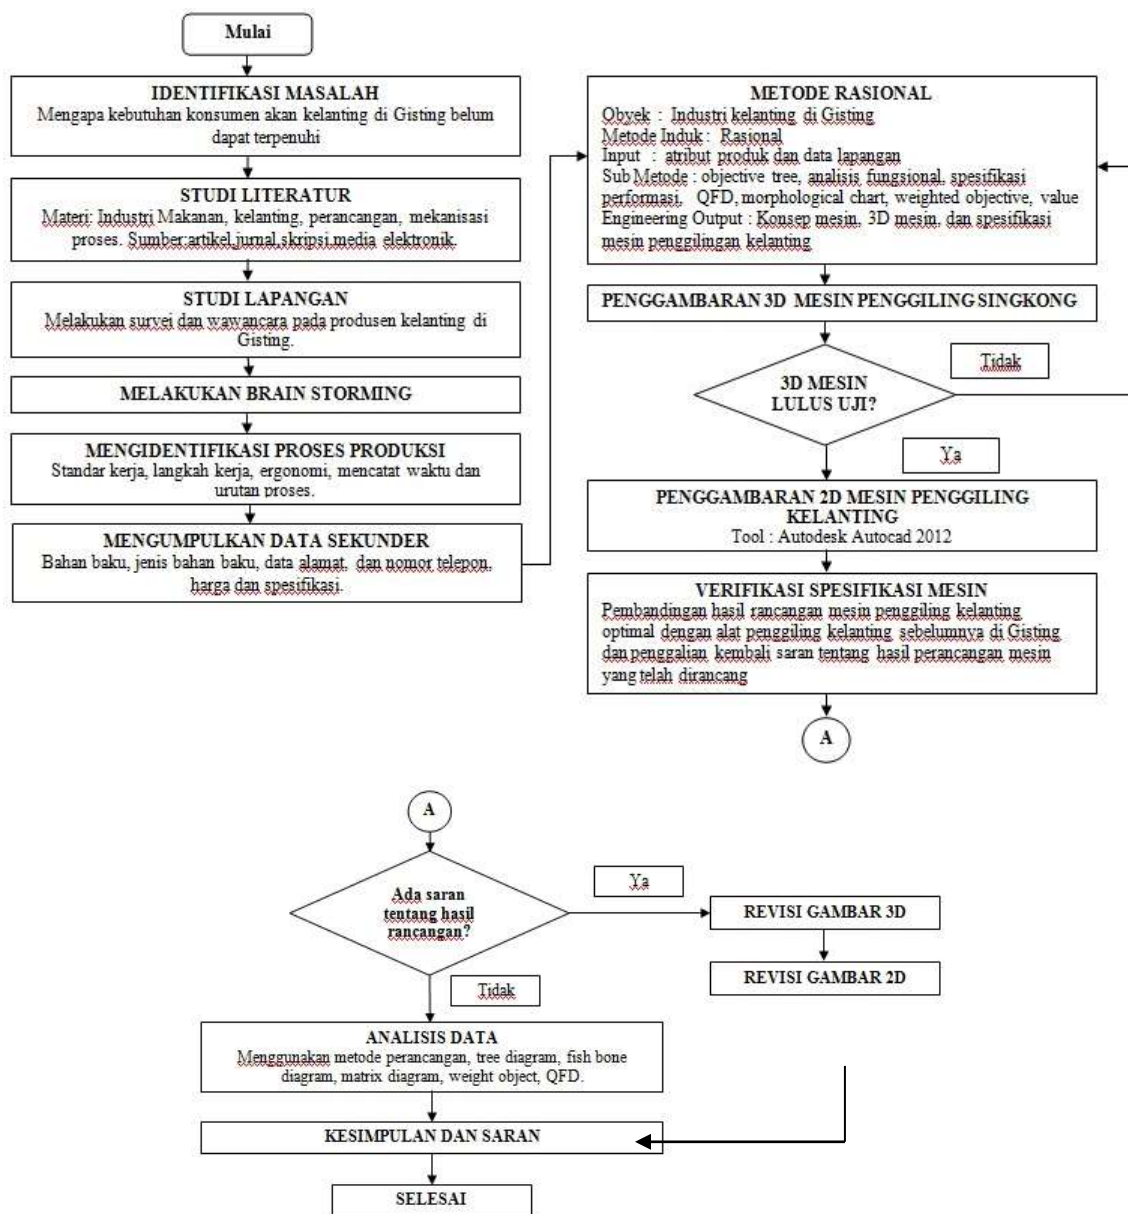 Mulai
IDENTIFIKASI MASALAH
Mengapa kebutuhan konsumen akan kelanting di Gisting belum
dapat terpenuhi
STUDI LITERATUR
Materi: Industri Makanan, kelanting, perancangan, mekanisasi
proses. Sumber:artikel,jurnal,skripsi,media elektronik.
STUDI LAPANGAN
Melakukan survei dan wawancara pada produsen kelanting di
Gisting.
MELAKUKAN BRAIN STORMING
MENGIDENTIFIKASI PROSES PRODUKSI
Standar kerja, langkah kerja, ergonomi, mencatat waktu dan
urutan proses.
MENGUMPULKAN DATA SEKUNDER
Bahan baku, jenis bahan baku, data alamat, dan nomor telepon,
harga dan spesifikasi.
METODE RASIONAL
Obyek : Industri kelanting di Gisting
Metode Induk : Rasional
Input : atribut produk dan data lapangan
Sub Metode : objective tree, analisis fungsional, spesifikasi
performasi, QFD, morphological chart, weighted objective, value
Engineering Output : Konsep mesin, 3D mesin, dan spesifikasi
mesin penggilingan kelanting
PENGGAMBARAN 3D MESIN PENGGILING SINGKONG
3D MESIN
LULUS UJI?
Tidak
Ya
PENGGAMBARAN 2D MESIN PENGGILING
KELANTING
Tool : Autodesk Autocad 2012
VERIFIKASI SPESIFIKASI MESIN
Pembandingan hasil rancangan mesin penggiling kelanting
optimal dengan alat penggiling kelanting sebelumnya di Gisting
dan penggalian kembali saran tentang hasil perancangan mesin
yang telah dirancang
A
A
Ada saran
tentang hasil
rancangan?
Ya
REVISI GAMBAR 3D
REVISI GAMBAR 2D
Tidak
ANALISIS DATA
Menggunakan metode perancangan, tree diagram, fish bone
diagram, matrix diagram, weight object, QFD.
KESIMPULAN DAN SARAN
SELESAI